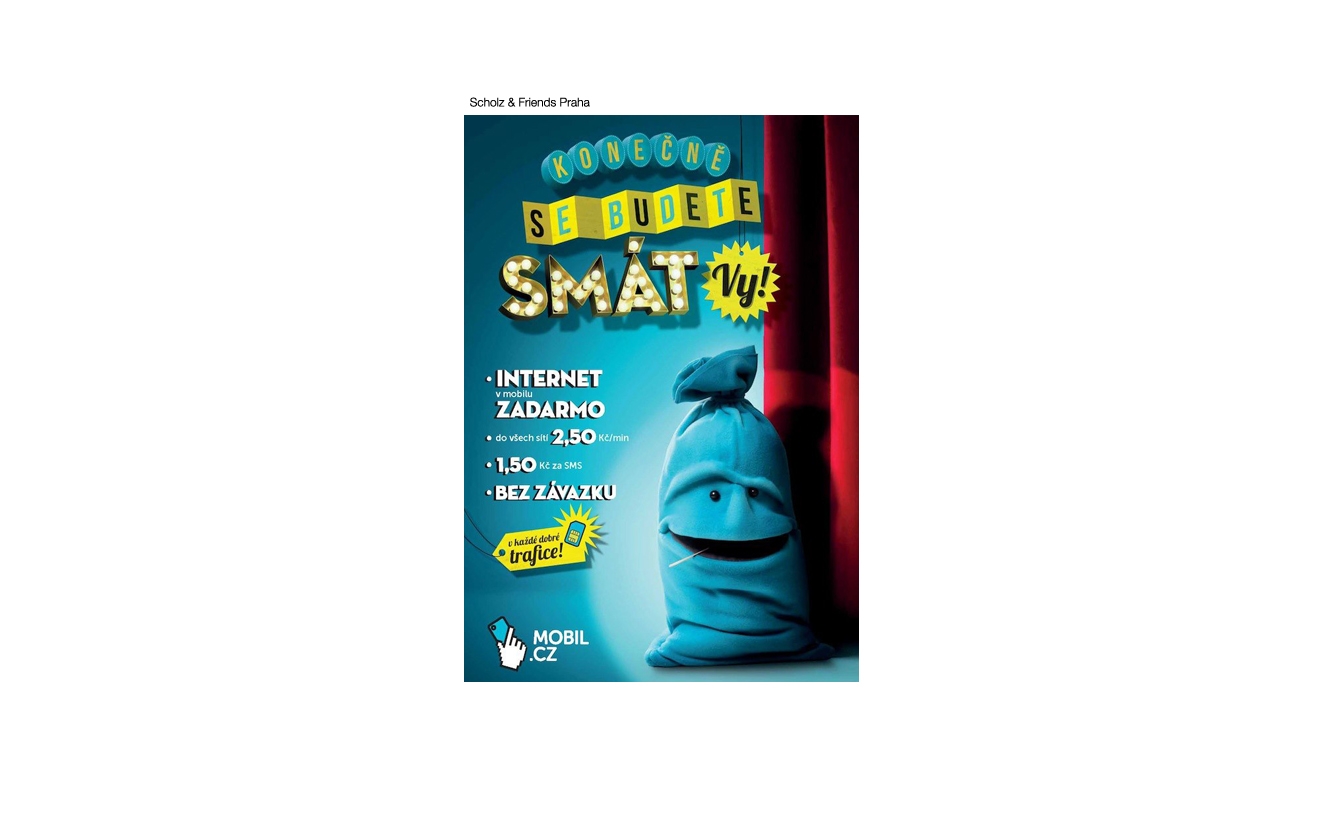 Scholz & Friends Praha
KONEČNĚ
SE BUDETE
SMÁT
Vy!
• INTERNET
v mobilu
ZADARMO
• do všech sítí 2,50 Kč/min
• 1,50 Kč za SMS
• BEZ ZÁVAZKU
v každé dobré
trafice!
MOBIL
.CZ